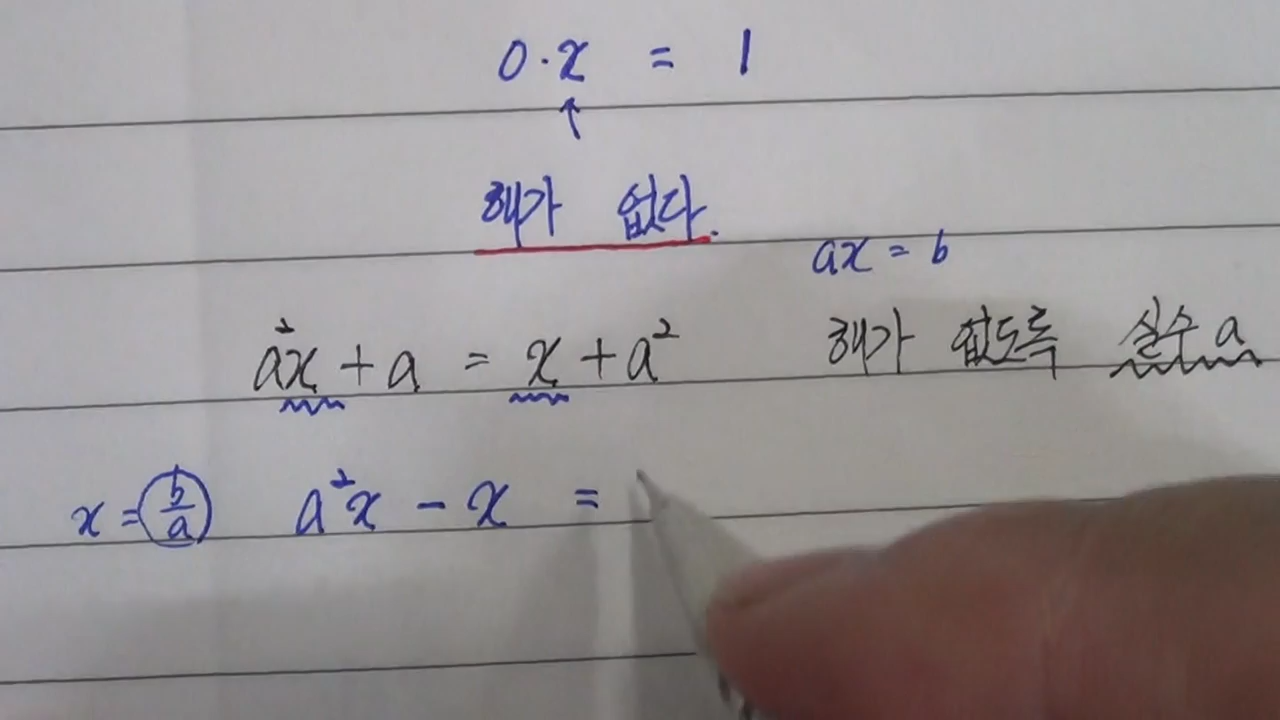 0·x = 1
↑
해가 없다.
ax = b
a²x + a = x + a² 해가 없도록 실수 a
x = b/a a²x - x =